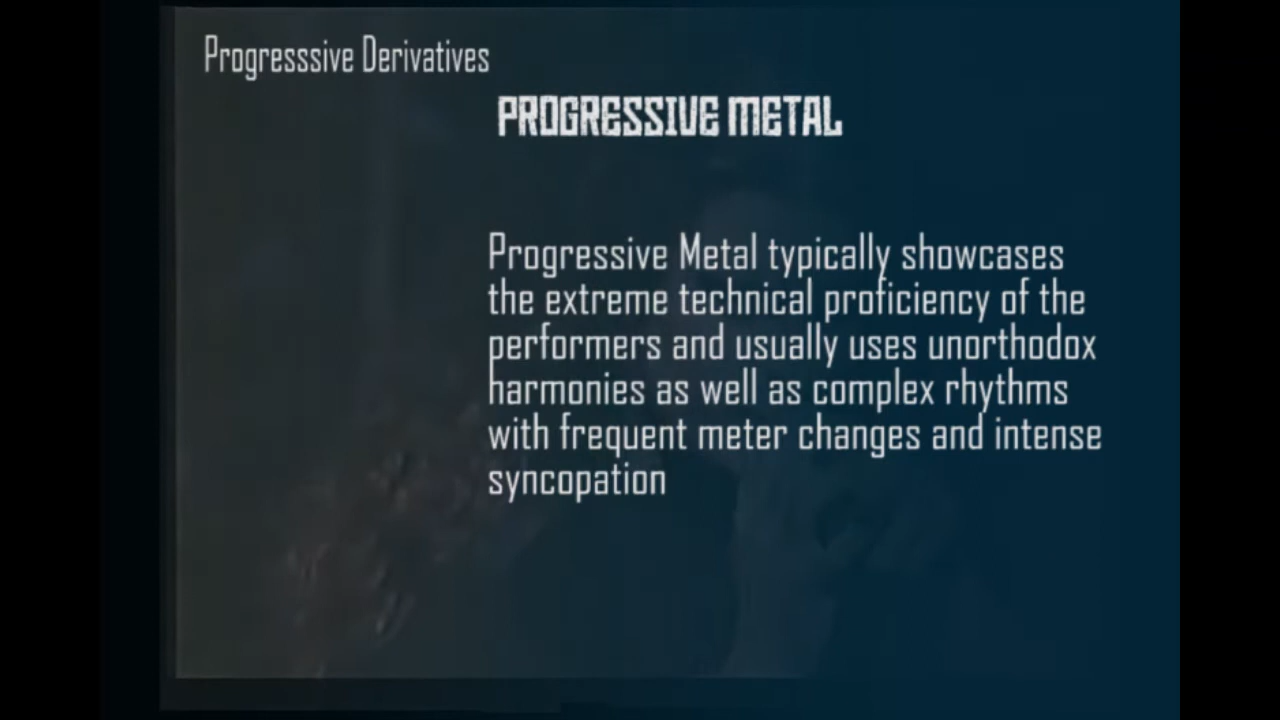 Progresssive Derivatives
PROGRESSIVE METAL
Progressive Metal typically showcases
the extreme technical proficiency of the
performers and usually uses unorthodox
harmonies as well as complex rhythms
with frequent meter changes and intense
syncopation